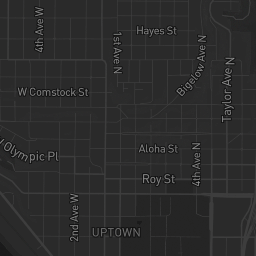 Hayes St
4th Ave W
1st Ave N
Bigelow Ave N
Taylor Ave N
W Comstock St
Olympic Pl
Aloha St
4th Ave N
Roy St
2nd Ave W
UPTOWN